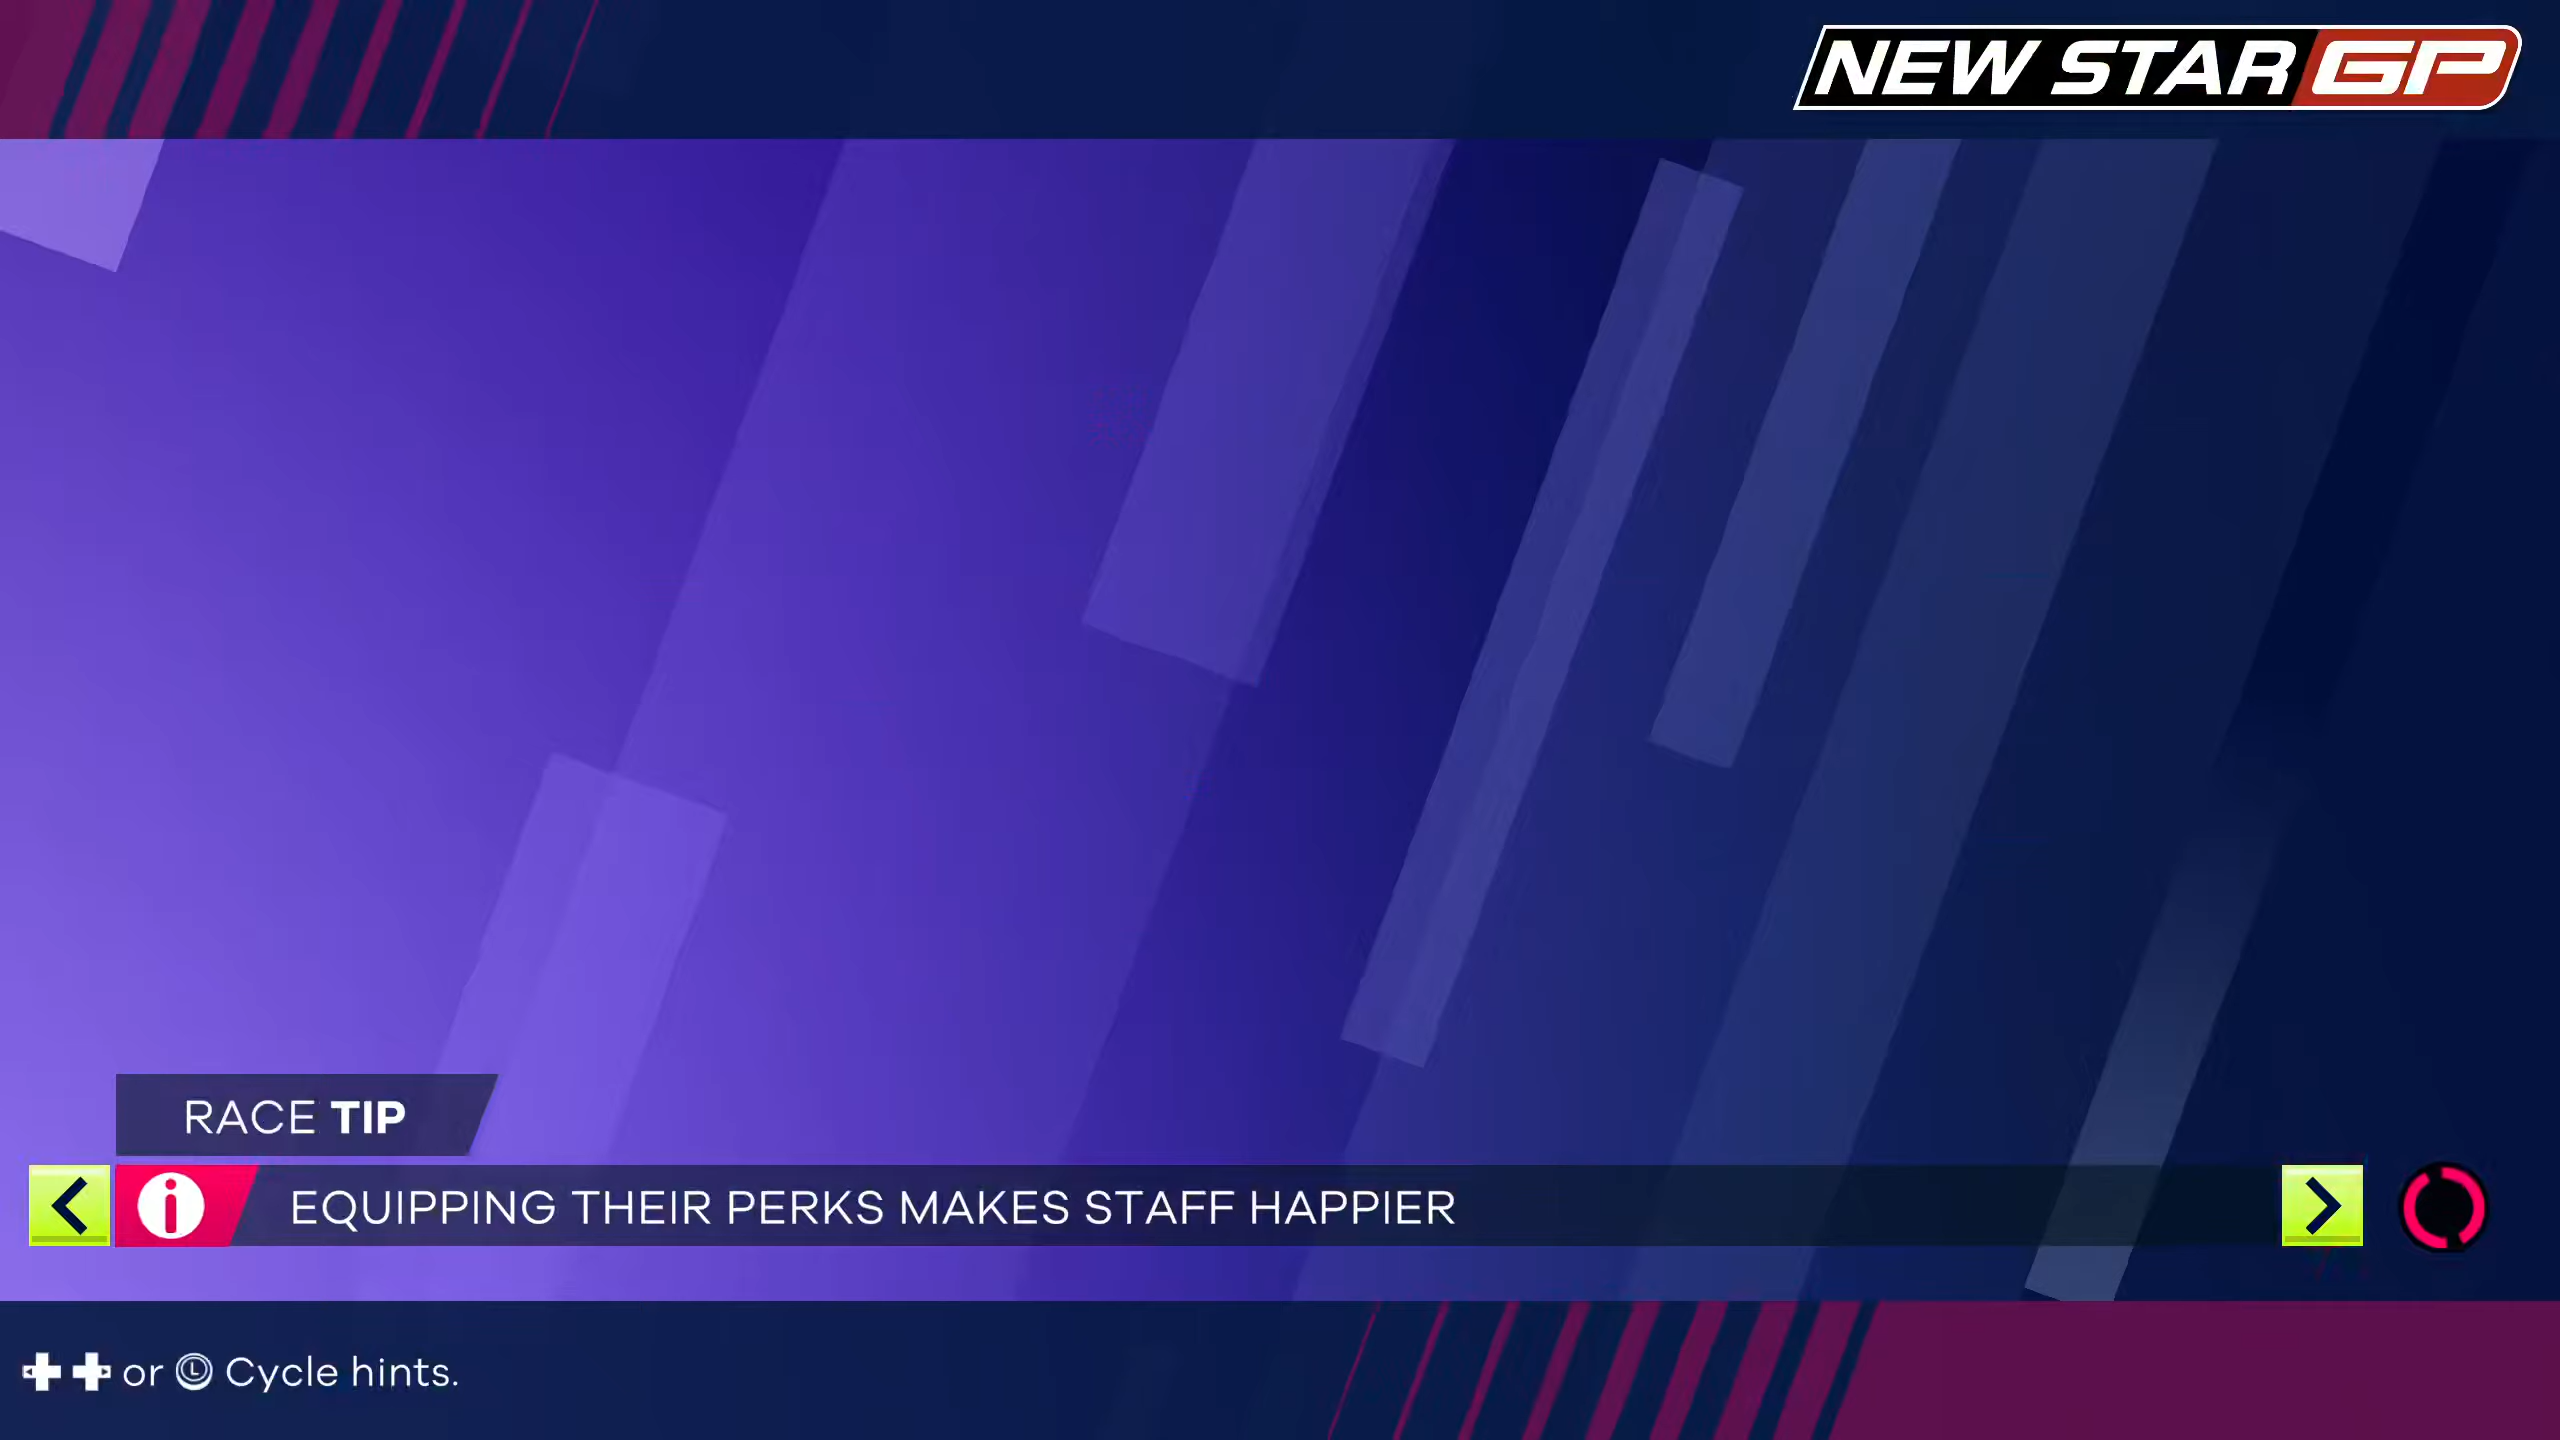 NEW STAR GP
RACE TIP
EQUIPPING THEIR PERKS MAKES STAFF HAPPIER
or L Cycle hints.